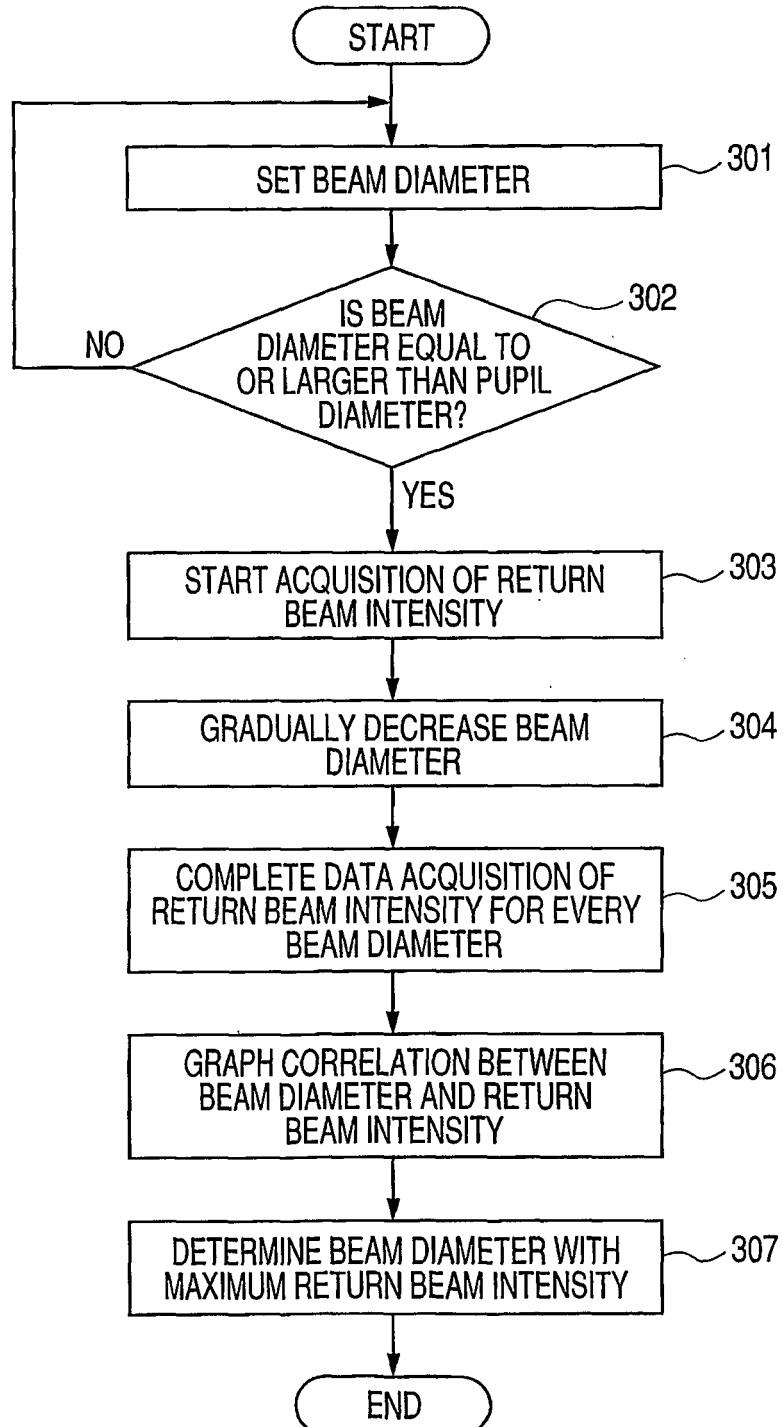 START
SET BEAM DIAMETER
301
IS BEAM
DIAMETER EQUAL TO
OR LARGER THAN PUPIL
DIAMETER?
302
NO
YES
START ACQUISITION OF RETURN
BEAM INTENSITY
303
GRADUALLY DECREASE BEAM
DIAMETER
304
COMPLETE DATA ACQUISITION OF
RETURN BEAM INTENSITY FOR EVERY
BEAM DIAMETER
305
GRAPH CORRELATION BETWEEN
BEAM DIAMETER AND RETURN
BEAM INTENSITY
306
DETERMINE BEAM DIAMETER WITH
MAXIMUM RETURN BEAM INTENSITY
307
END